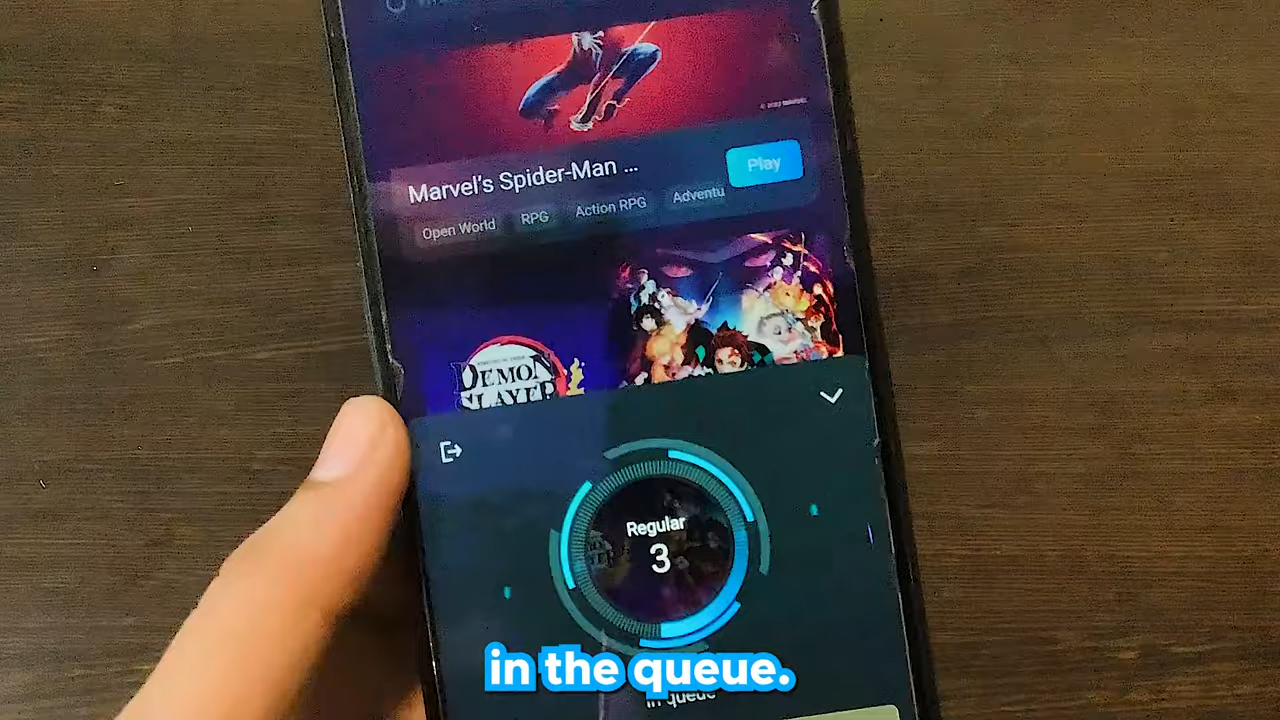 Marvel's Spider-Man ...
Play
Open World
RPG
Action RPG
Adventu
DEMON
SLAYER
Regular
3
in the queue.
in queue